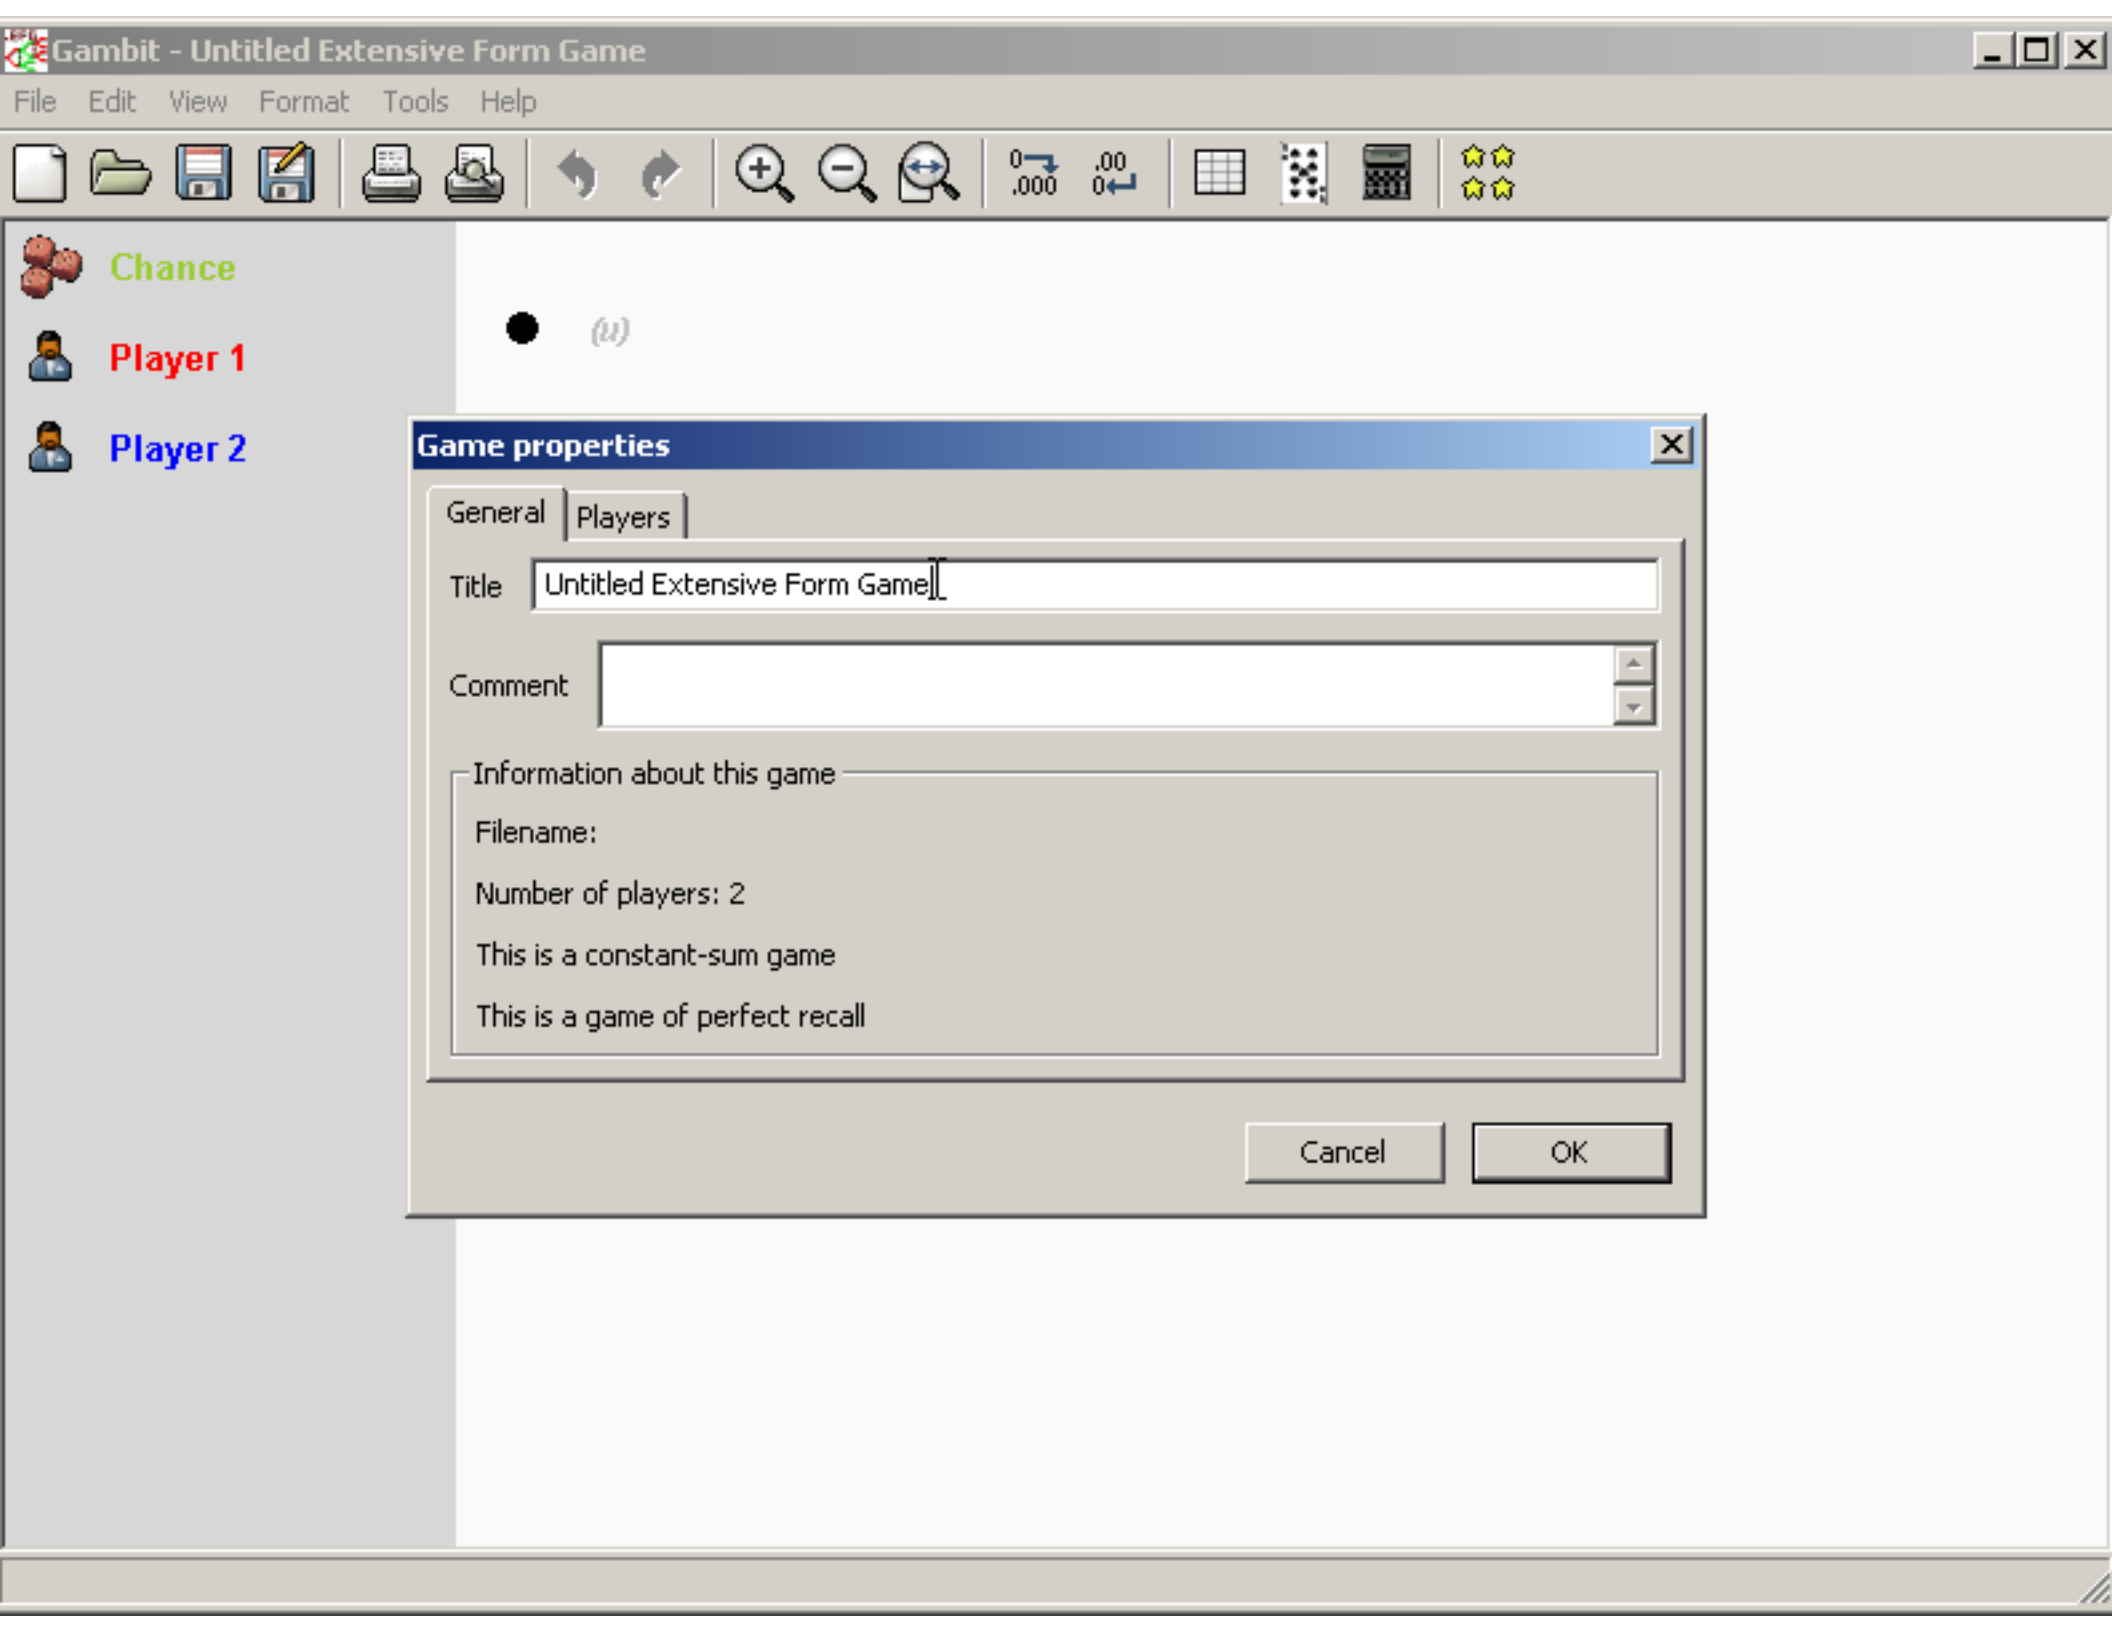 Gambit - Untitled Extensive Form Game
File Edit View Format Tools Help
0 .000 .00 0
Chance
(u)
Player 1
Player 2
Game properties
General Players
Title Untitled Extensive Form Game
Comment
Information about this game
Filename:
Number of players: 2
This is a constant-sum game
This is a game of perfect recall
Cancel OK